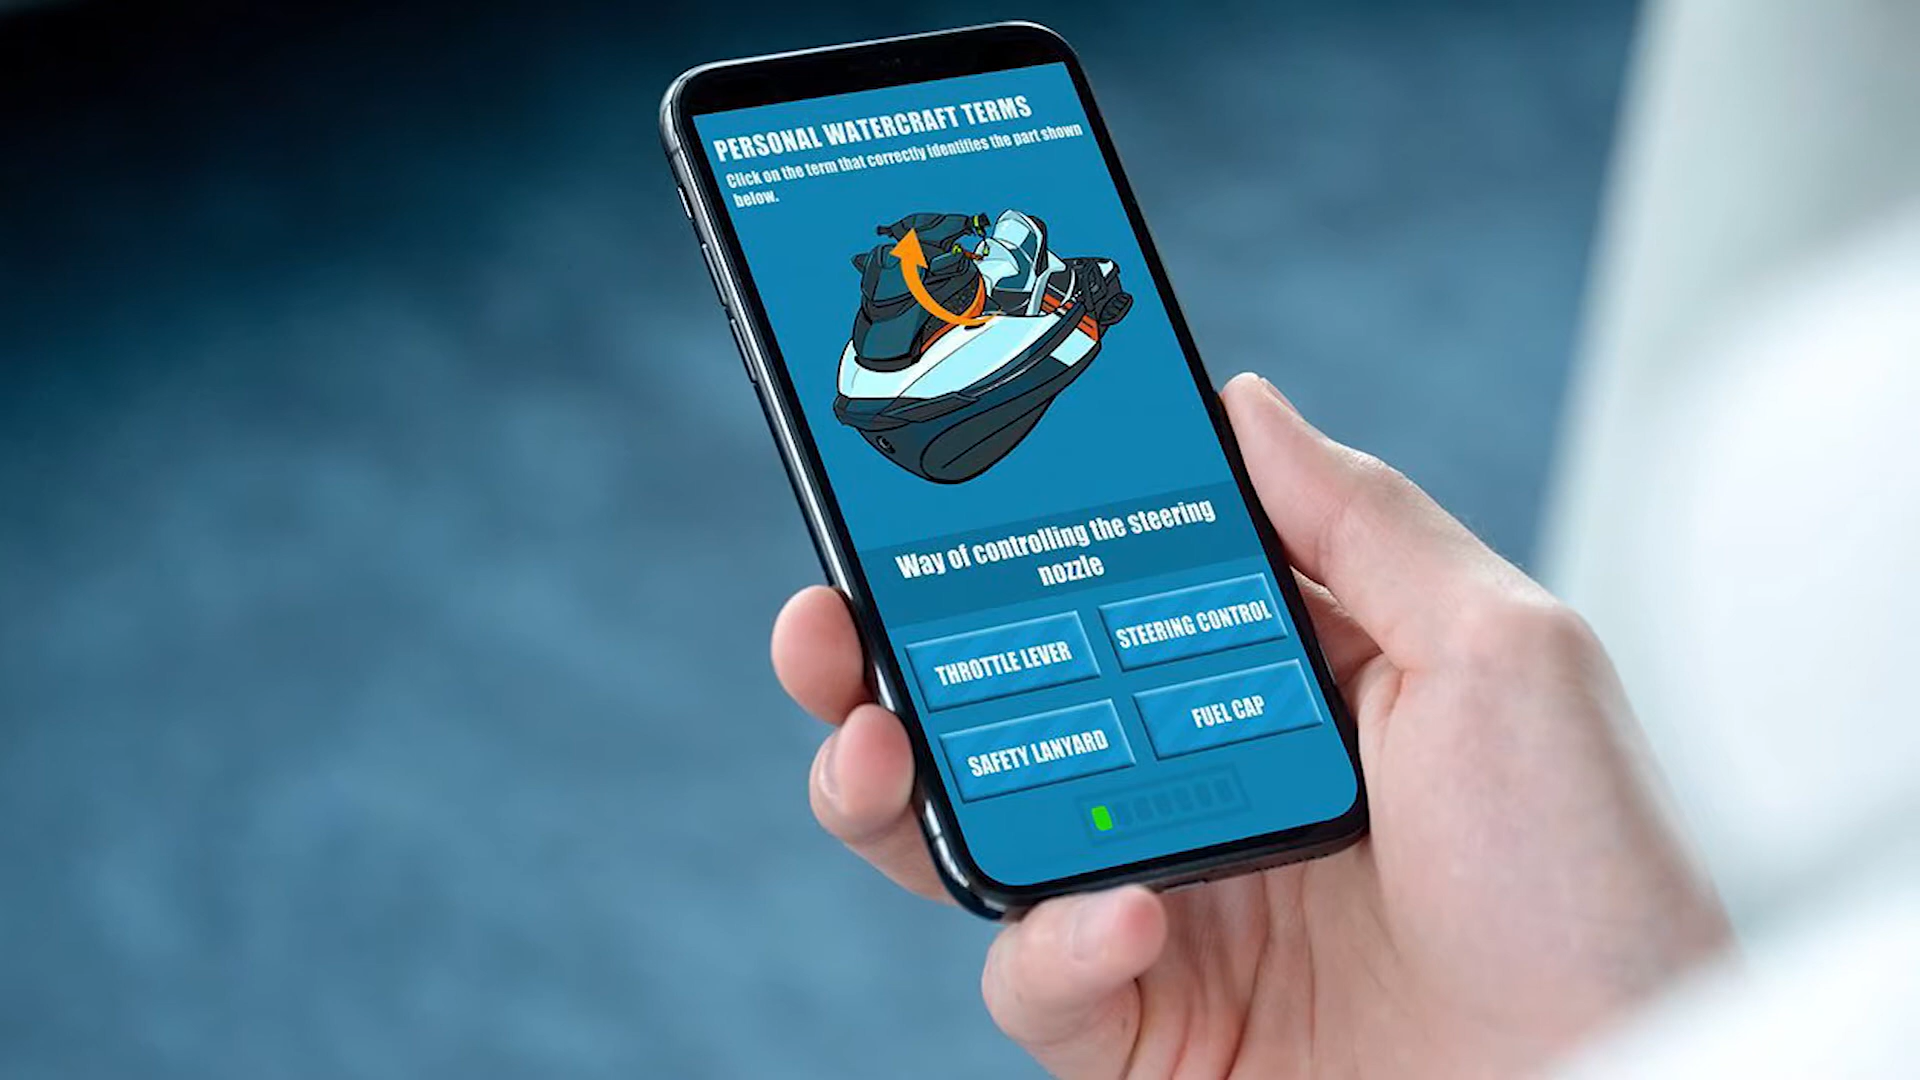 PERSONAL WATERCRAFT TERMS
Click on the term that correctly identifies the part shown
below.
Way of controlling the steering
nozzle
THROTTLE LEVER
STEERING CONTROL
SAFETY LANYARD
FUEL CAP